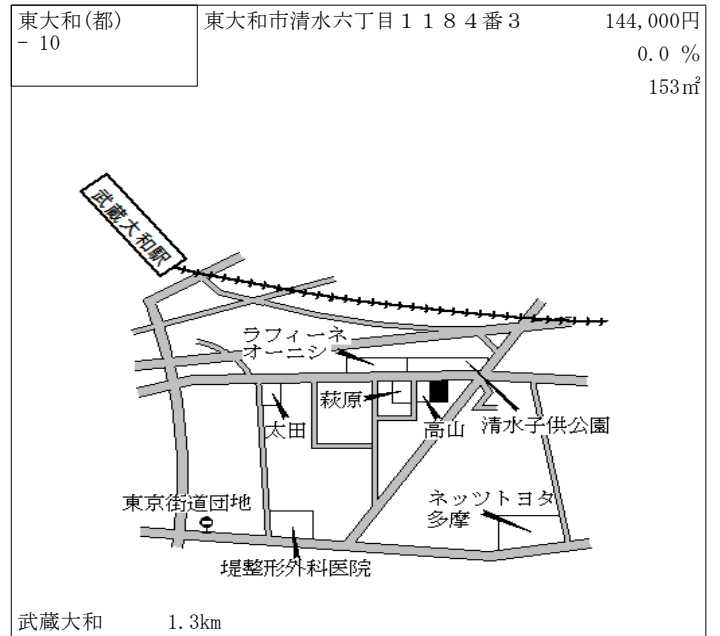 東大和(都)
- 10
東大和市清水六丁目１１８４番３
144,000円
0.0 %
153㎡
武蔵大和駅
ラフィーネ
オーニシ
萩原
太田
高山
清水子供公園
東京街道団地
ネッツトヨタ
多摩
堤整形外科医院
武蔵大和 1.3km